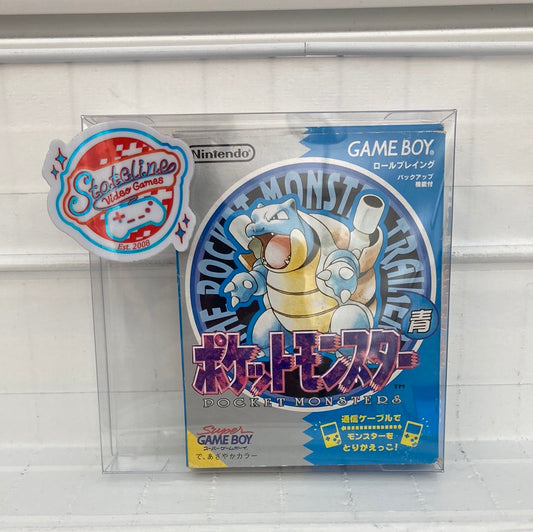 Stateline
Video Games
Est. 2008
Nintendo
GAME BOY
ロールプレイング
バックアップ
機能付
THE POCKET MONSTER TRAINER
青
ポケットモンスター
TM
POCKET MONSTERS
Super
GAME BOY
スーパーゲームボーイ
で、あざやかカラー
通信ケーブルで
モンスターを
とりかえっこ!